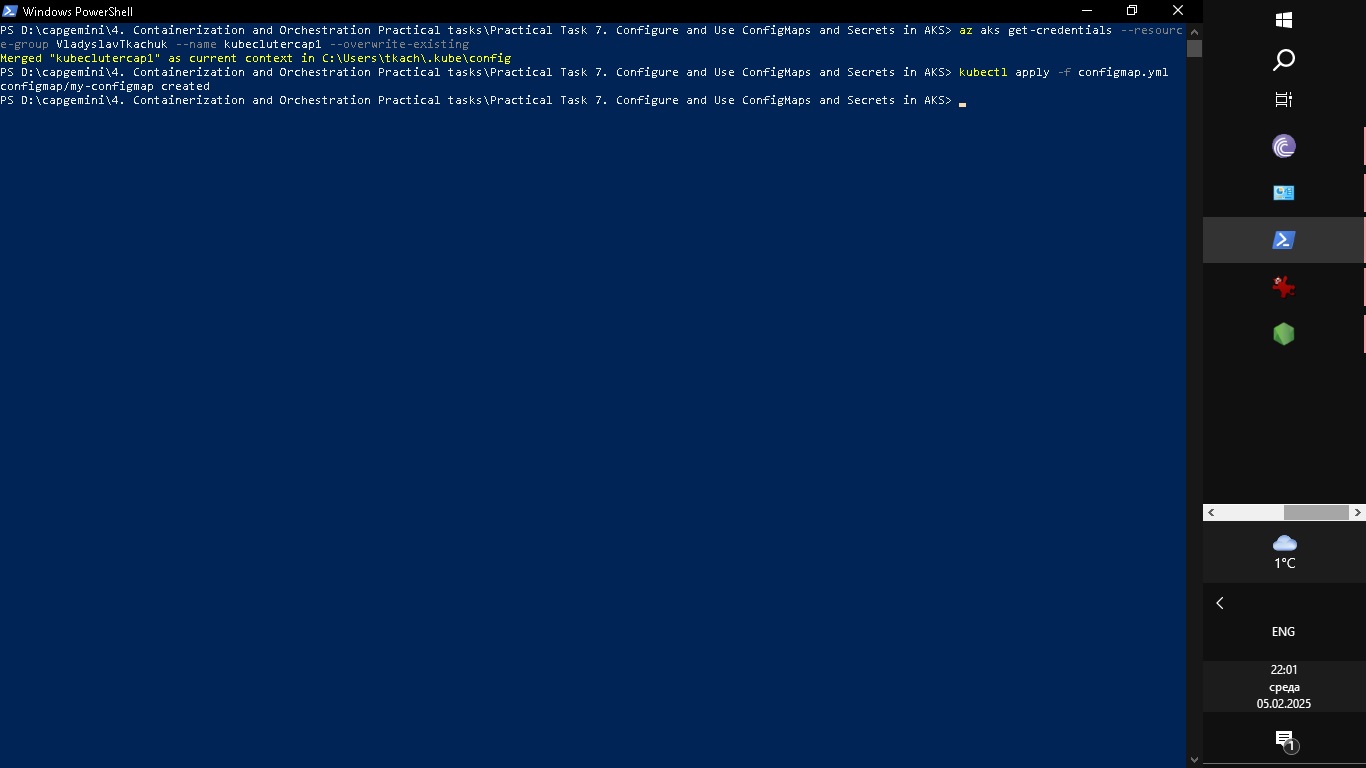 Windows PowerShell
PS D:\capgemini\4. Containerization and Orchestration Practical tasks\Practical Task 7. Configure and Use ConfigMaps and Secrets in AKS> az aks get-credentials --resourc
e-group VladyslavTkachuk --name kubeclutercap1 --overwrite-existing
Merged "kubeclutercap1" as current context in C:\Users\tkach\.kube\config
PS D:\capgemini\4. Containerization and Orchestration Practical tasks\Practical Task 7. Configure and Use ConfigMaps and Secrets in AKS> kubectl apply -f configmap.yml
configmap/my-configmap created
PS D:\capgemini\4. Containerization and Orchestration Practical tasks\Practical Task 7. Configure and Use ConfigMaps and Secrets in AKS>
1°C
ENG
22:01
среда
05.02.2025
1